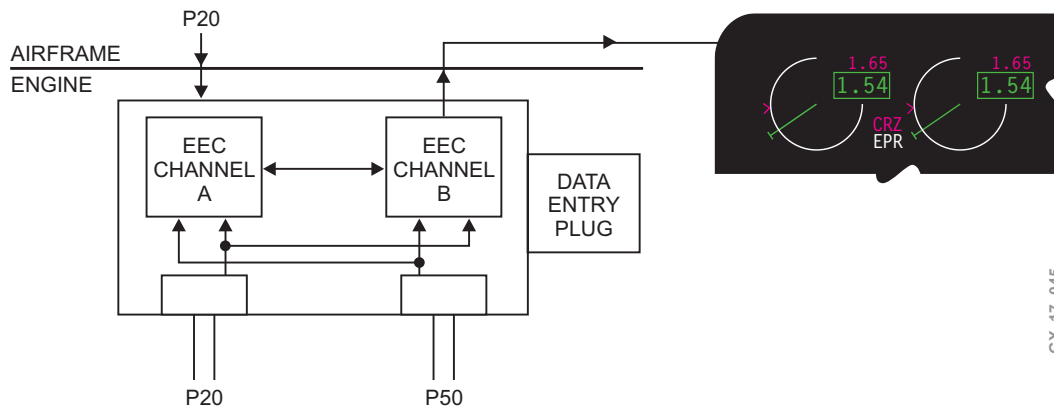 P20
AIRFRAME
ENGINE
EEC
CHANNEL
A
EEC
CHANNEL
B
DATA
ENTRY
PLUG
P20
P50
1.65
1.54
1.65
1.54
CRZ
EPR